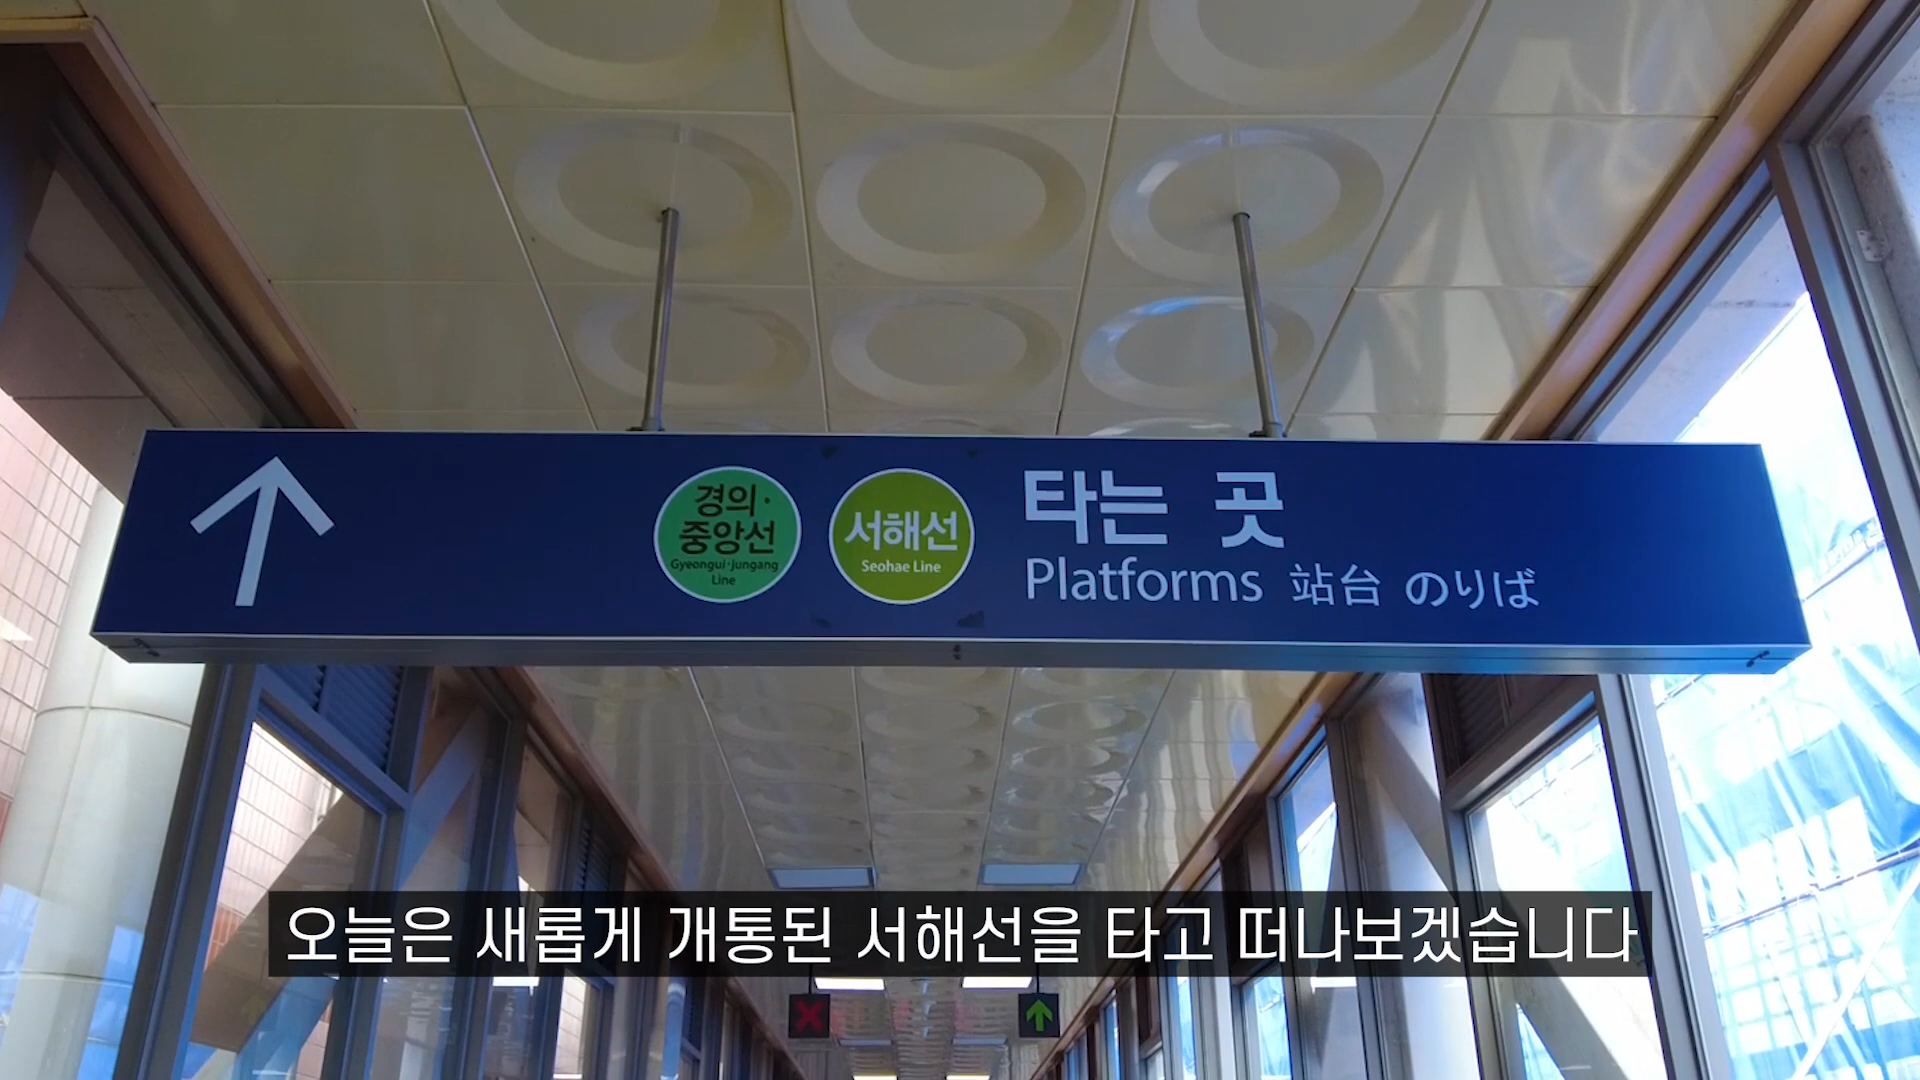 경의·
중앙선
Gyeongui·Jungang
Line
서해선
Seohae Line
타는 곳
Platforms 站台 のりば
오늘은 새롭게 개통된 서해선을 타고 떠나보겠습니다